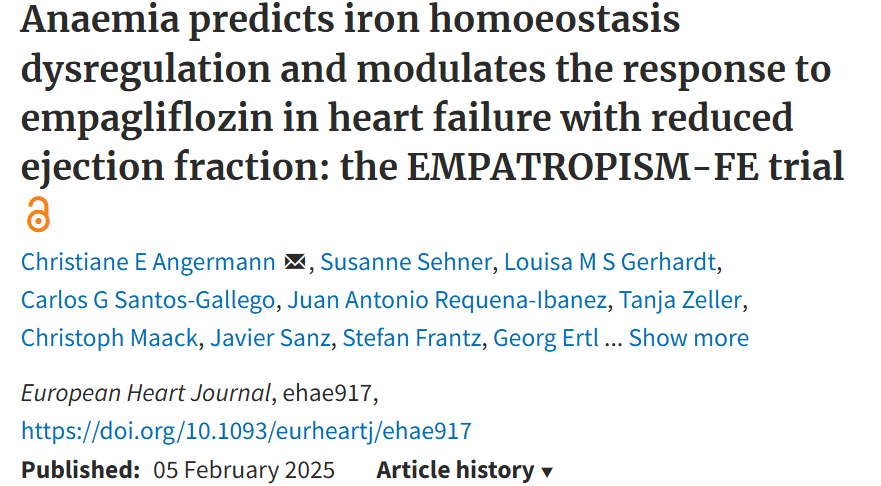 Anaemia predicts iron homoeostasis
dysregulation and modulates the response to
empagliflozin in heart failure with reduced
ejection fraction: the EMPATROPISM-FE trial
Christiane E Angermann, Susanne Sehner, Louisa M S Gerhardt,
Carlos G Santos-Gallego, Juan Antonio Requena-Ibanez, Tanja Zeller,
Christoph Maack, Javier Sanz, Stefan Frantz, Georg Ertl ... Show more
European Heart Journal, ehae917,
https://doi.org/10.1093/eurheartj/ehae917
Published: 05 February 2025 Article history ▼